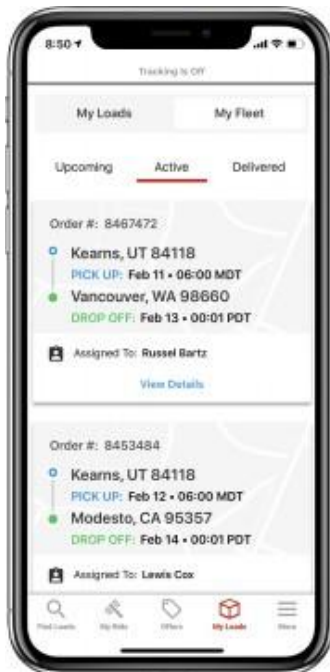 8:50
Tracking Is Off
My Loads My Fleet
Upcoming Active Delivered
Order #: 8467472
Kearns, UT 84118
PICK UP: Feb 11 • 06:00 MDT
Vancouver, WA 98660
DROP OFF: Feb 13 • 00:01 PDT
Assigned To: Russel Bartz
View Details
Order #: 8453484
Kearns, UT 84118
PICK UP: Feb 12 • 06:00 MDT
Modesto, CA 95357
DROP OFF: Feb 14 • 00:01 PDT
Assigned To: Lewis Cox
Find Loads My Bids Offers My Loads More